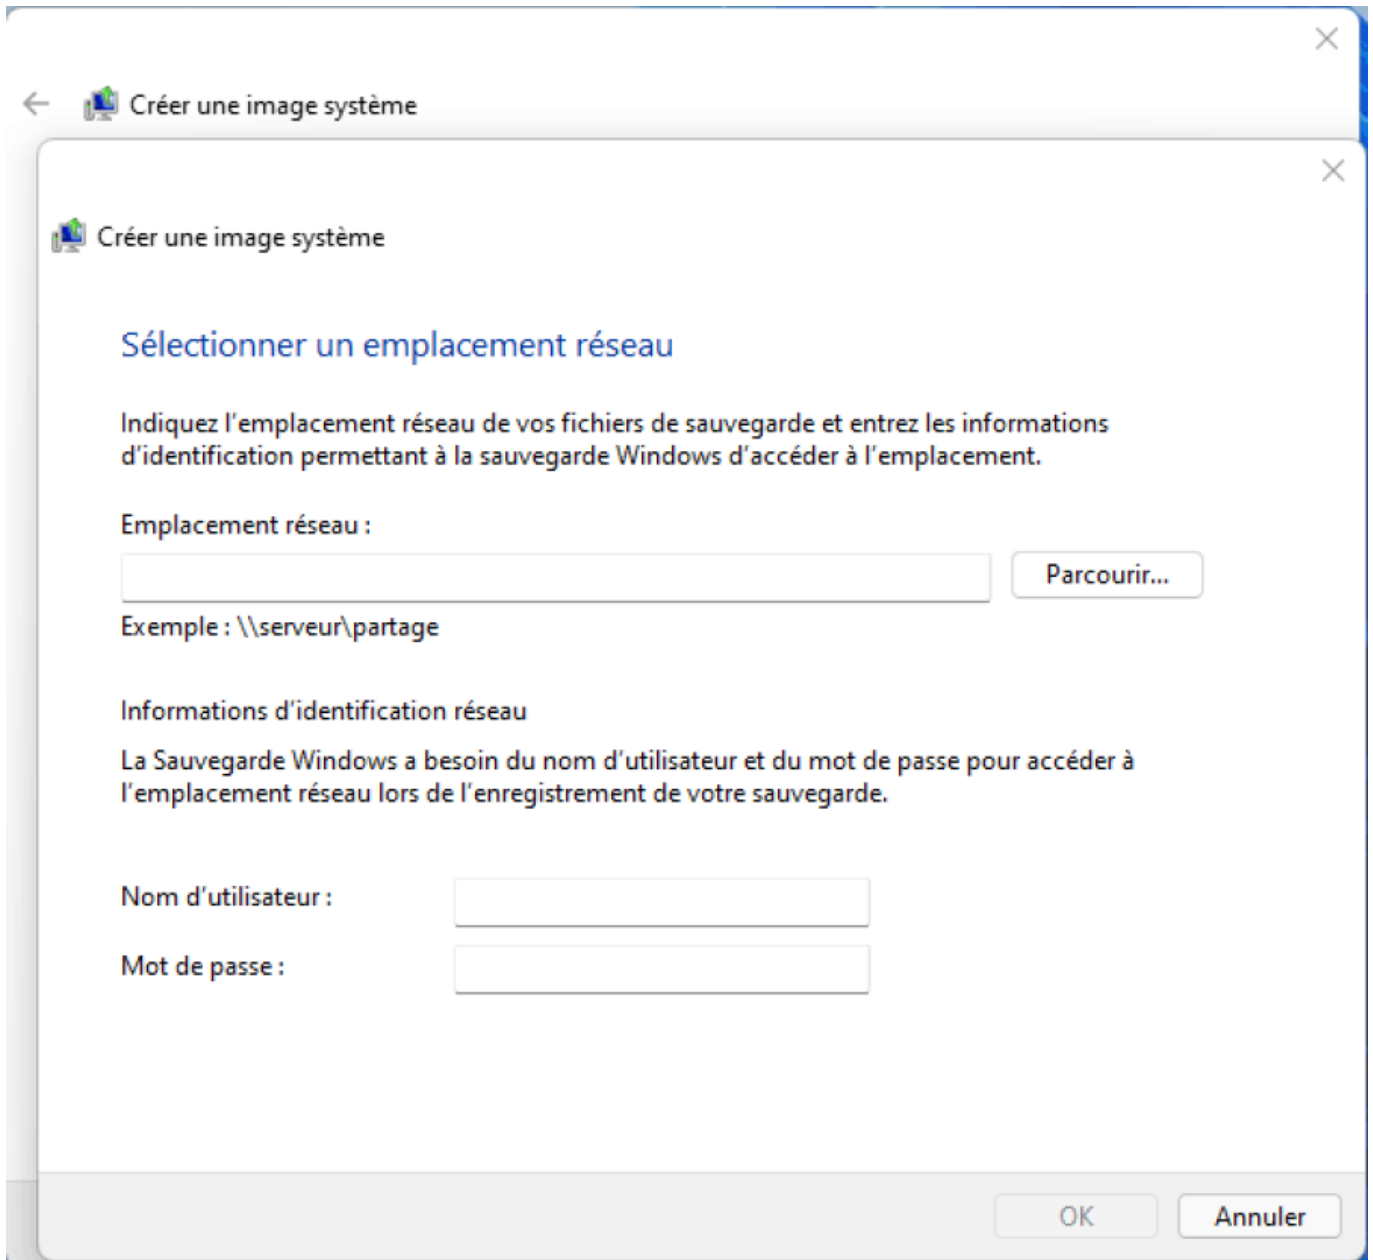 Créer une image système
Créer une image système
Sélectionner un emplacement réseau
Indiquez l'emplacement réseau de vos fichiers de sauvegarde et entrez les informations
d'identification permettant à la sauvegarde Windows d'accéder à l'emplacement.
Emplacement réseau :
Parcourir...
Exemple : \\serveur\partage
Informations d'identification réseau
La Sauvegarde Windows a besoin du nom d'utilisateur et du mot de passe pour accéder à
l'emplacement réseau lors de l'enregistrement de votre sauvegarde.
Nom d'utilisateur :
Mot de passe :
OK
Annuler